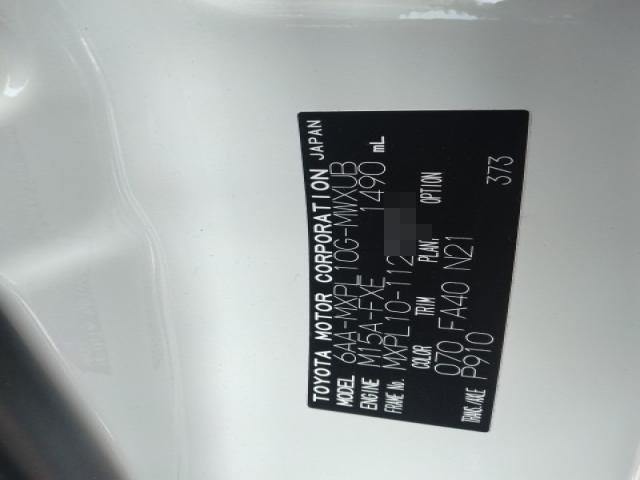 TOYOTA MOTOR CORPORATION JAPAN
MODEL 6AA-MXPL10G-MWXUB
ENGINE M15A-FXE 1490 mL
FRAME No. MXPL10-112
COLOR TRIM PLANT OPTION
070 FA40 N21
TRANS./AXLE P910
373